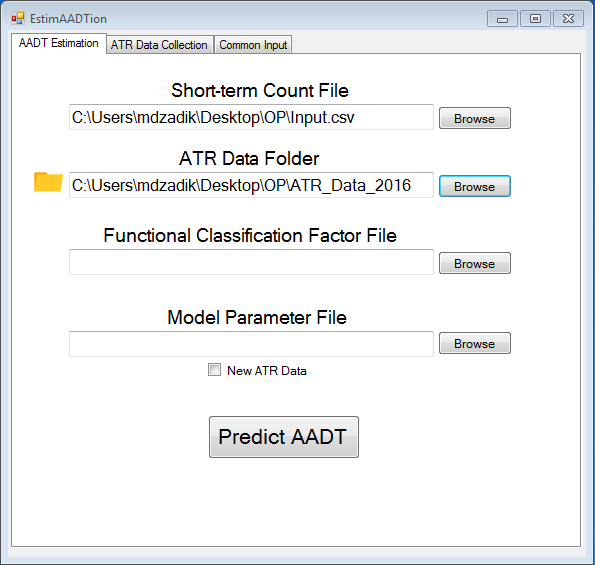 EstimAADTion
AADT Estimation ATR Data Collection Common Input
Short-term Count File
C:\Users\mdzadik\Desktop\OP\Input.csv Browse
ATR Data Folder
C:\Users\mdzadik\Desktop\OP\ATR_Data_2016 Browse
Functional Classification Factor File
Browse
Model Parameter File
Browse
New ATR Data
Predict AADT